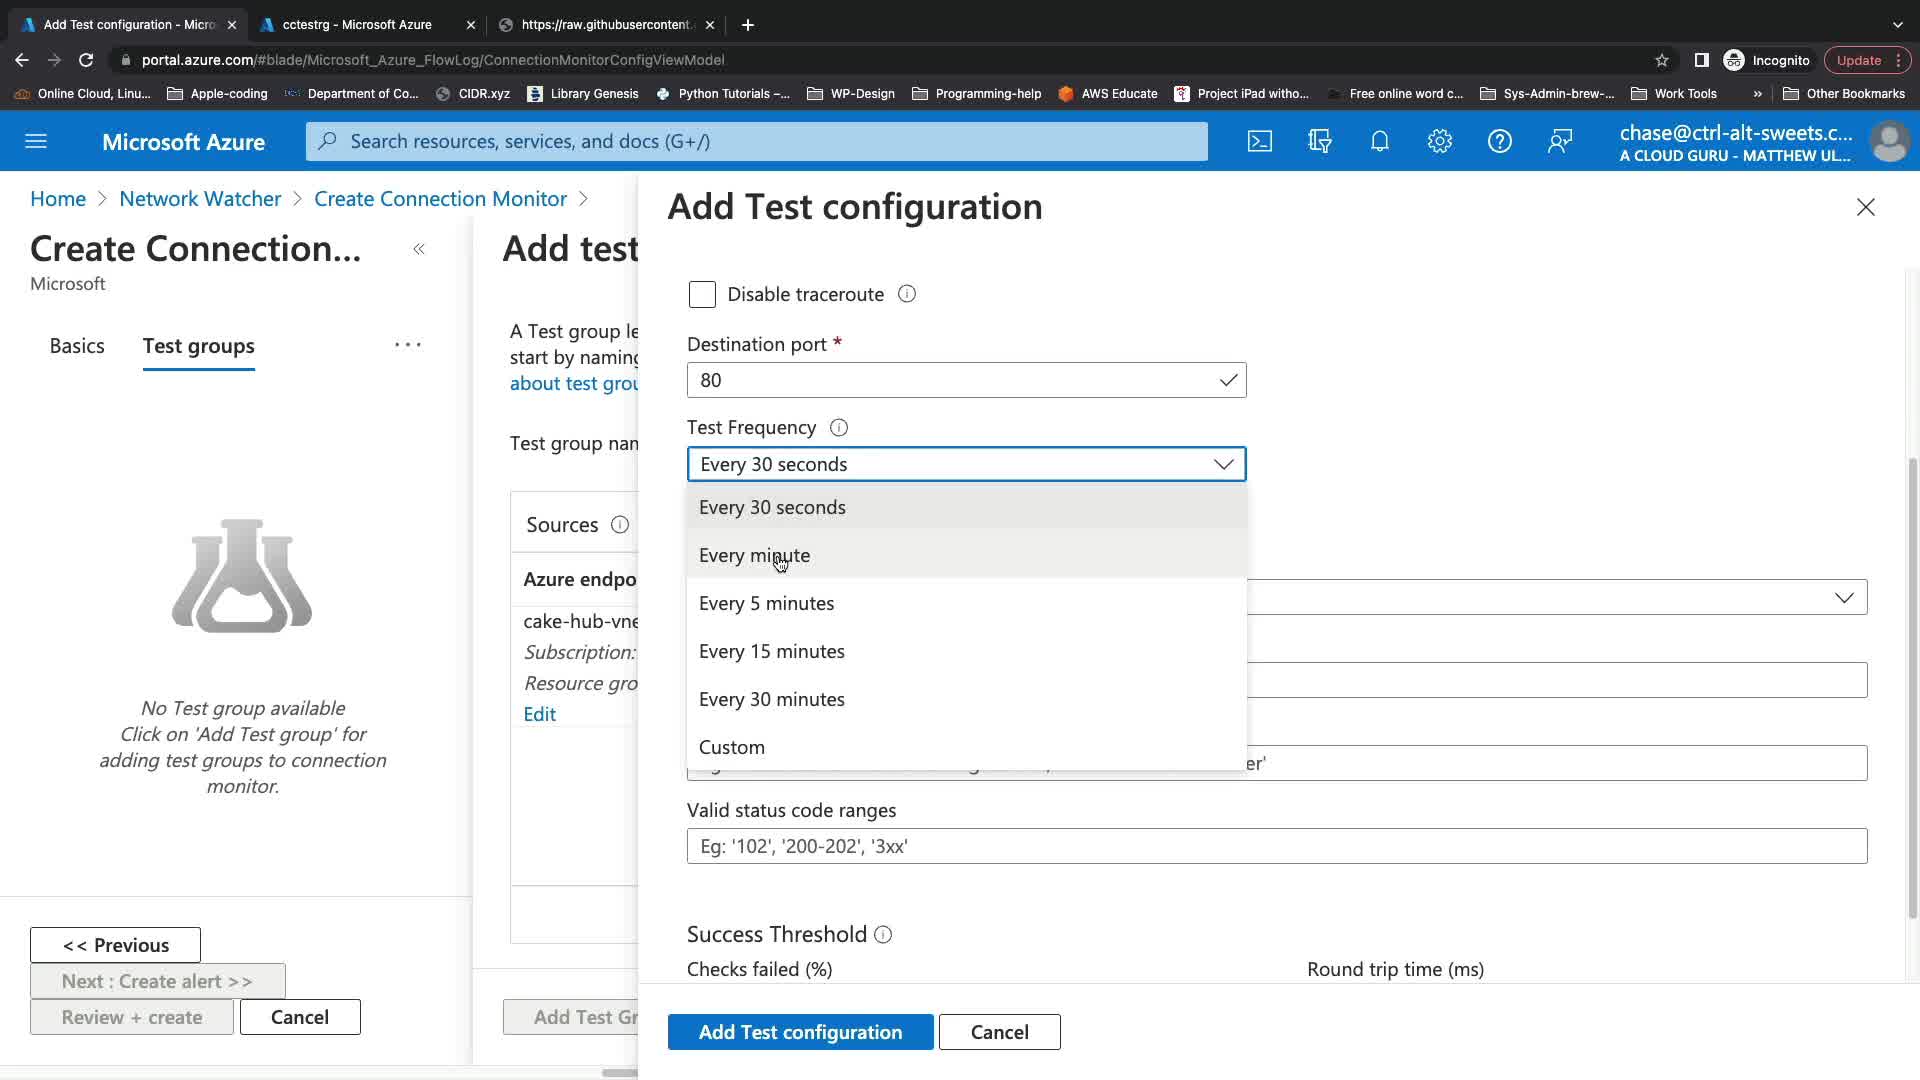 Add Test configuration - Micro
cctestrg - Microsoft Azure
https://raw.githubusercontent.
portal.azure.com/#blade/Microsoft_Azure_FlowLog/ConnectionMonitorConfigViewModel
Incognito
Update
Online Cloud, Linu...
Apple-coding
Department of Co...
CIDR.xyz
Library Genesis
Python Tutorials –...
WP-Design
Programming-help
AWS Educate
Project iPad witho...
Free online word c...
Sys-Admin-brew-...
Work Tools
»
Other Bookmarks
Microsoft Azure
Search resources, services, and docs (G+/)
chase@ctrl-alt-sweets.c...
A CLOUD GURU - MATTHEW UL...
Home > Network Watcher > Create Connection Monitor >
Create Connection...
«
Microsoft
Basics
Test groups
...
No Test group available
Click on 'Add Test group' for
adding test groups to connection
monitor.
<< Previous
Next : Create alert >>
Review + create
Cancel
Add test
A Test group le
start by naming
about test grou
Test group nam
Sources
Azure endpo
cake-hub-vne
Subscription:
Resource gro
Edit
Add Test Gr
Add Test configuration
Disable traceroute
Destination port *
80
Test Frequency
Every 30 seconds
Every 30 seconds
Every minute
Every 5 minutes
Every 15 minutes
Every 30 minutes
Custom
er'
Valid status code ranges
Eg: '102', '200-202', '3xx'
Success Threshold
Checks failed (%)
Round trip time (ms)
Add Test configuration
Cancel